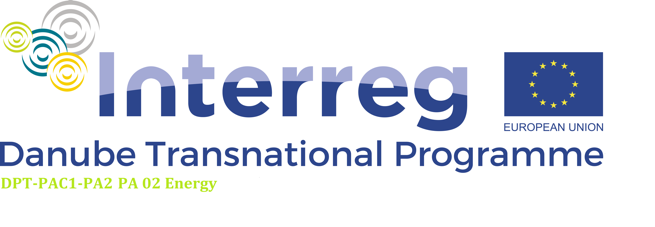 Interreg
EUROPEAN UNION
Danube Transnational Programme
DPT-PAC1-PA2 PA 02 Energy